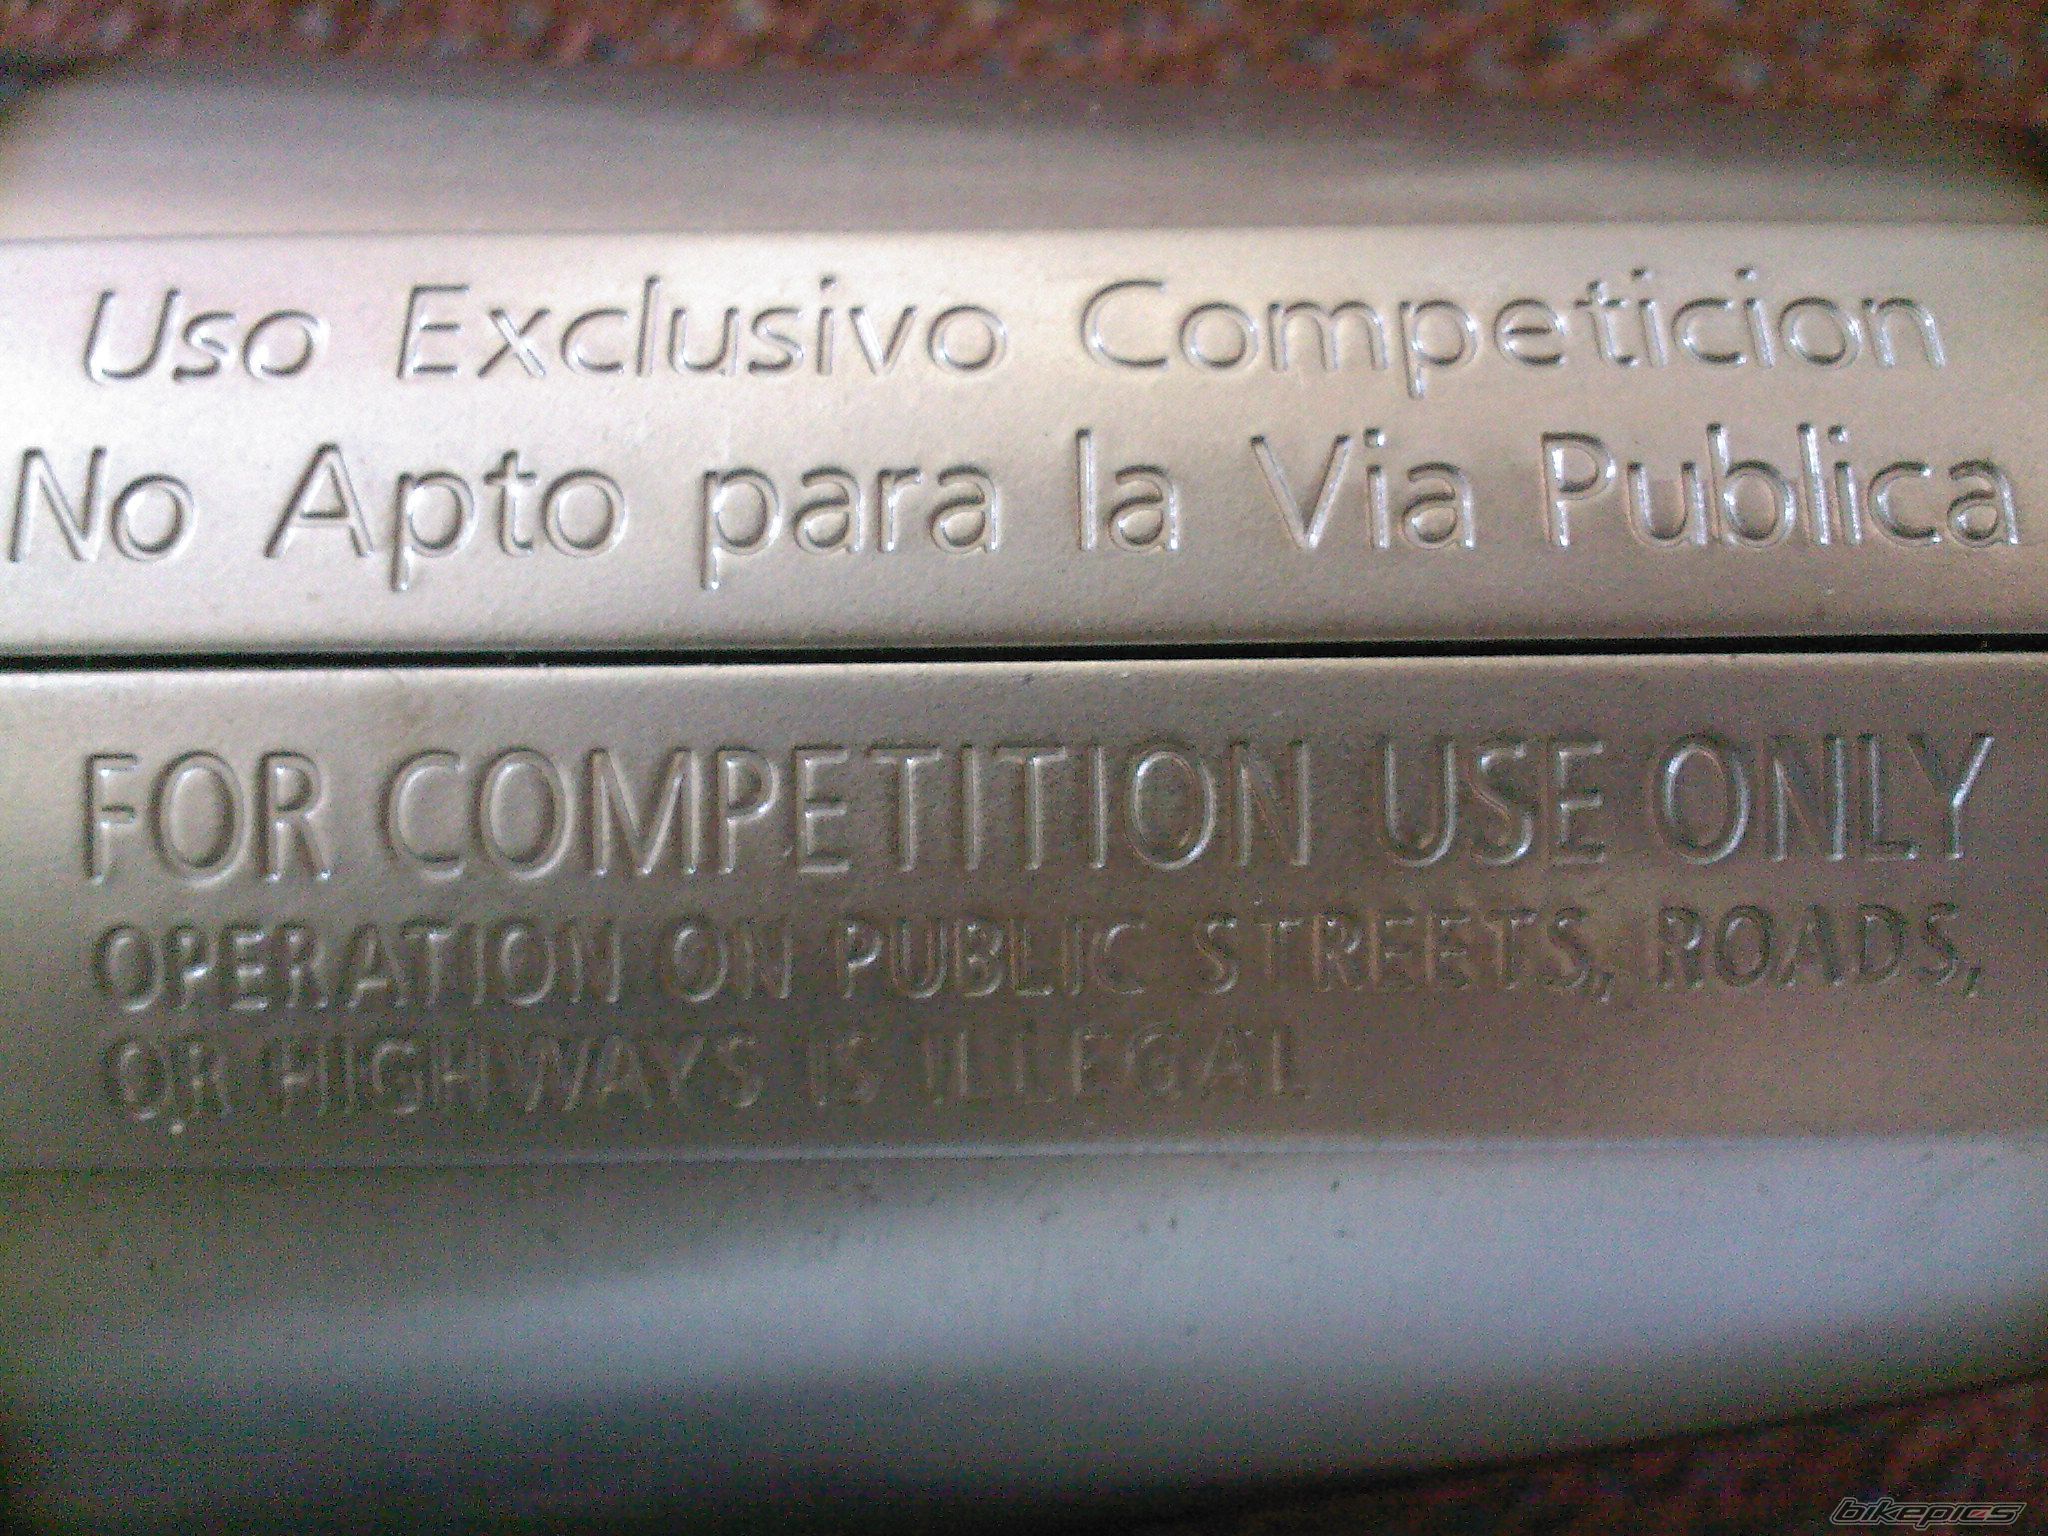 Uso Exclusivo Competicion
No Apto para la Via Publica
FOR COMPETITION USE ONLY
OPERATION ON PUBLIC STREETS, ROADS,
OR HIGHWAYS IS ILLEGAL
bikepics